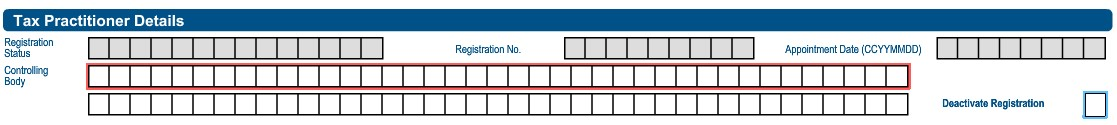 Tax Practitioner Details
Registration Status
Registration No.
Appointment Date (CCYYMMDD)
Controlling Body
Deactivate Registration